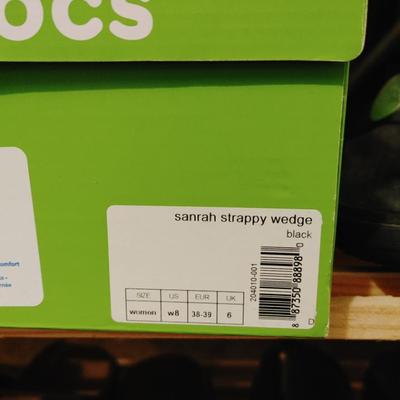 ocs
sanrah strappy wedge
black
204010-001
8 87350 88898 0
SIZE US EUR UK
women w8 38-39 6
D
omfort